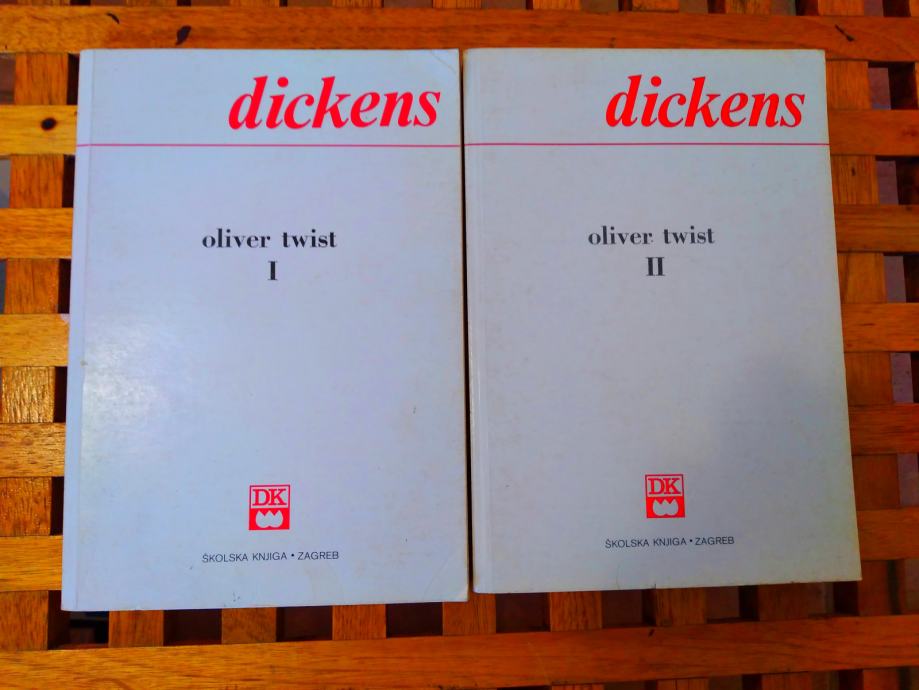 dickens
oliver twist
I
DK
ŠKOLSKA KNJIGA • ZAGREB
dickens
oliver twist
II
DK
ŠKOLSKA KNJIGA • ZAGREB